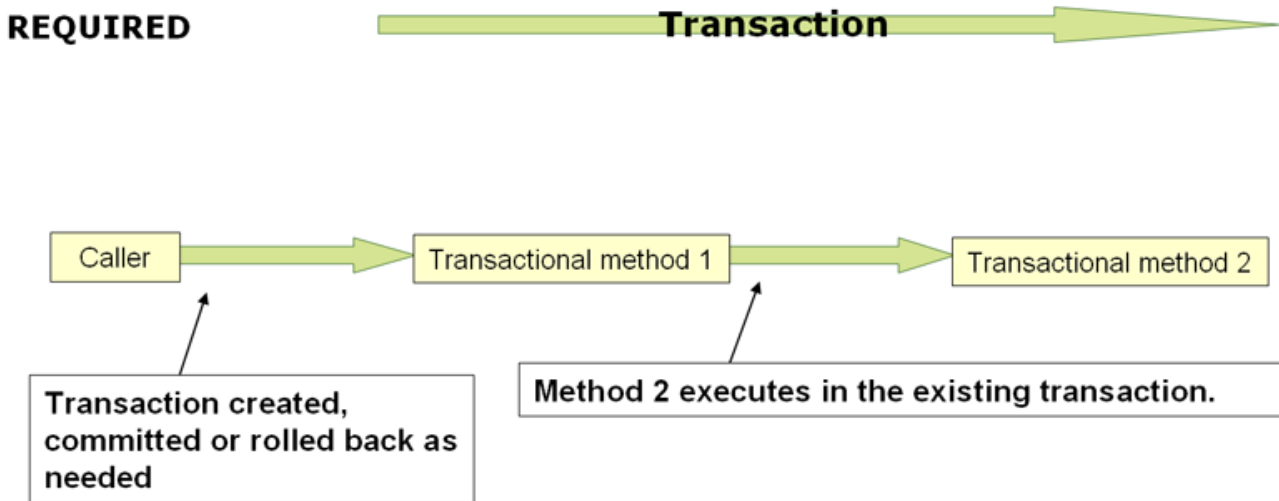 REQUIRED
Transaction
Caller
Transactional method 1
Transactional method 2
Transaction created,
committed or rolled back as
needed
Method 2 executes in the existing transaction.